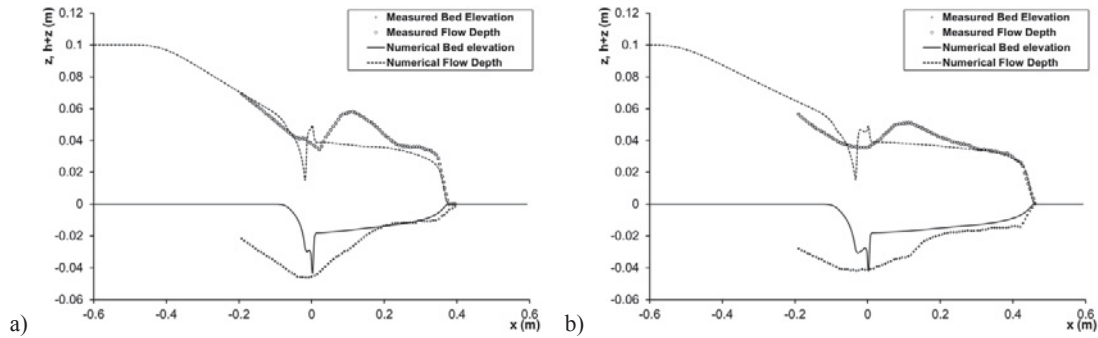 z, h+z (m)
0.12
0.1
0.08
0.06
0.04
0.02
0
-0.02
-0.04
-0.06
-0.6
-0.4
-0.2
0
0.2
0.4
0.6
x (m)
Measured Bed Elevation
Measured Flow Depth
Numerical Bed elevation
Numerical Flow Depth
a)
z, h+z (m)
0.12
0.1
0.08
0.06
0.04
0.02
0
-0.02
-0.04
-0.06
-0.6
-0.4
-0.2
0
0.2
0.4
0.6
x (m)
Measured Bed Elevation
Measured Flow Depth
Numerical Bed elevation
Numerical Flow Depth
b)